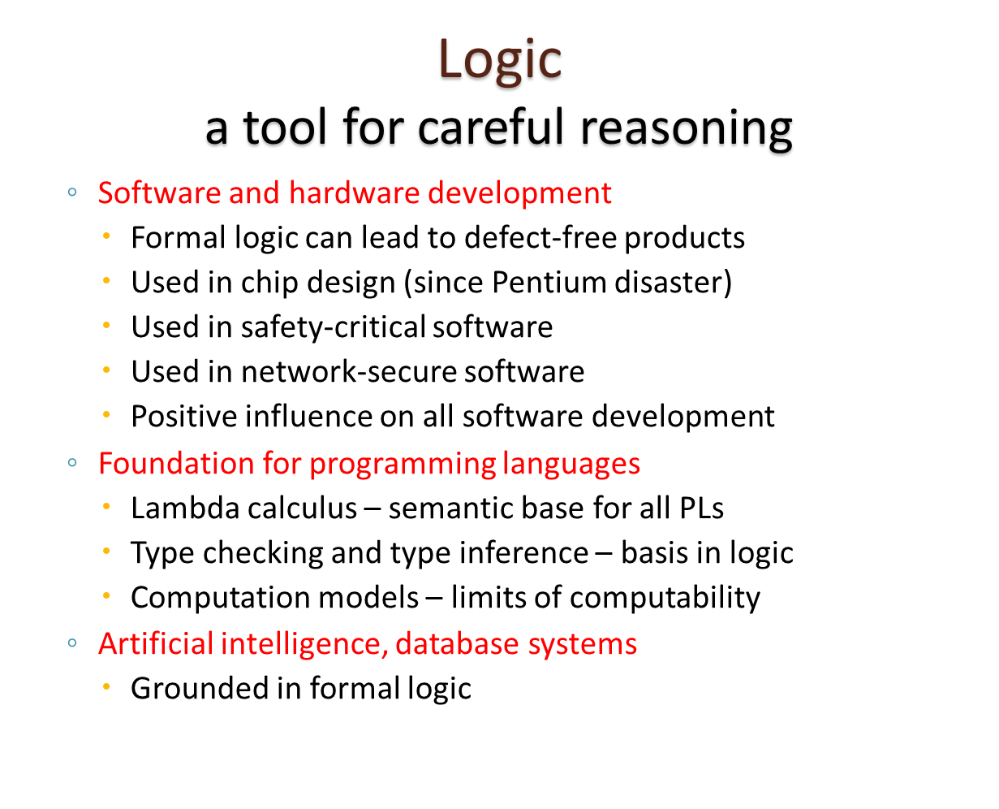 Logic
a tool for careful reasoning
◦ Software and hardware development
• Formal logic can lead to defect-free products
• Used in chip design (since Pentium disaster)
• Used in safety-critical software
• Used in network-secure software
• Positive influence on all software development
◦ Foundation for programming languages
• Lambda calculus – semantic base for all PLs
• Type checking and type inference – basis in logic
• Computation models – limits of computability
◦ Artificial intelligence, database systems
• Grounded in formal logic